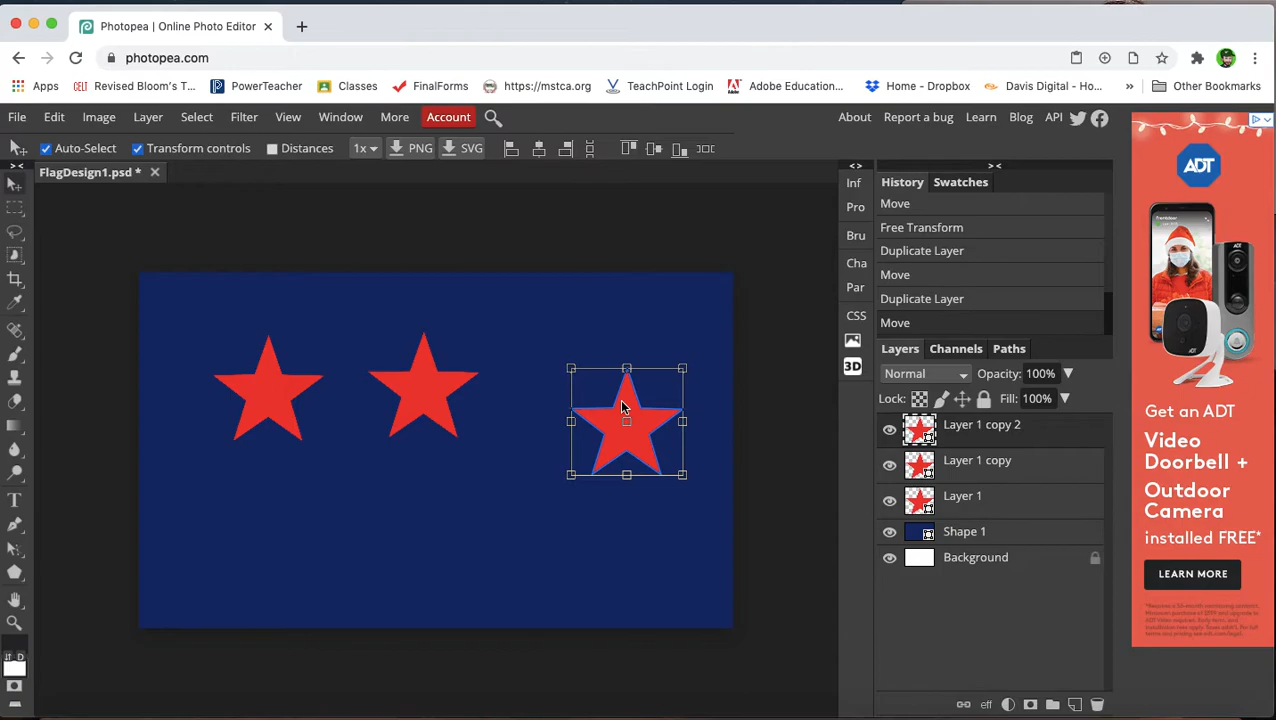 Photopea | Online Photo Editor
photopea.com
Apps
CELT Revised Bloom's T...
PowerTeacher
Classes
FinalForms
https://mstca.org
TeachPoint Login
Adobe Education...
Home - Dropbox
Davis Digital - Ho...
»
Other Bookmarks
File Edit Image Layer Select Filter View Window More Account
About Report a bug Learn Blog API
Auto-Select Transform controls Distances 1x PNG SVG
FlagDesign1.psd *
Inf
Pro
Bru
Cha
Par
CSS
3D
History Swatches
Move
Free Transform
Duplicate Layer
Move
Duplicate Layer
Move
Layers Channels Paths
Normal Opacity: 100%
Lock: Fill: 100%
Layer 1 copy 2
Layer 1 copy
Layer 1
Shape 1
Background
eff
D
ADT
Get an ADT
Video
Doorbell +
Outdoor
Camera
installed FREE*
LEARN MORE